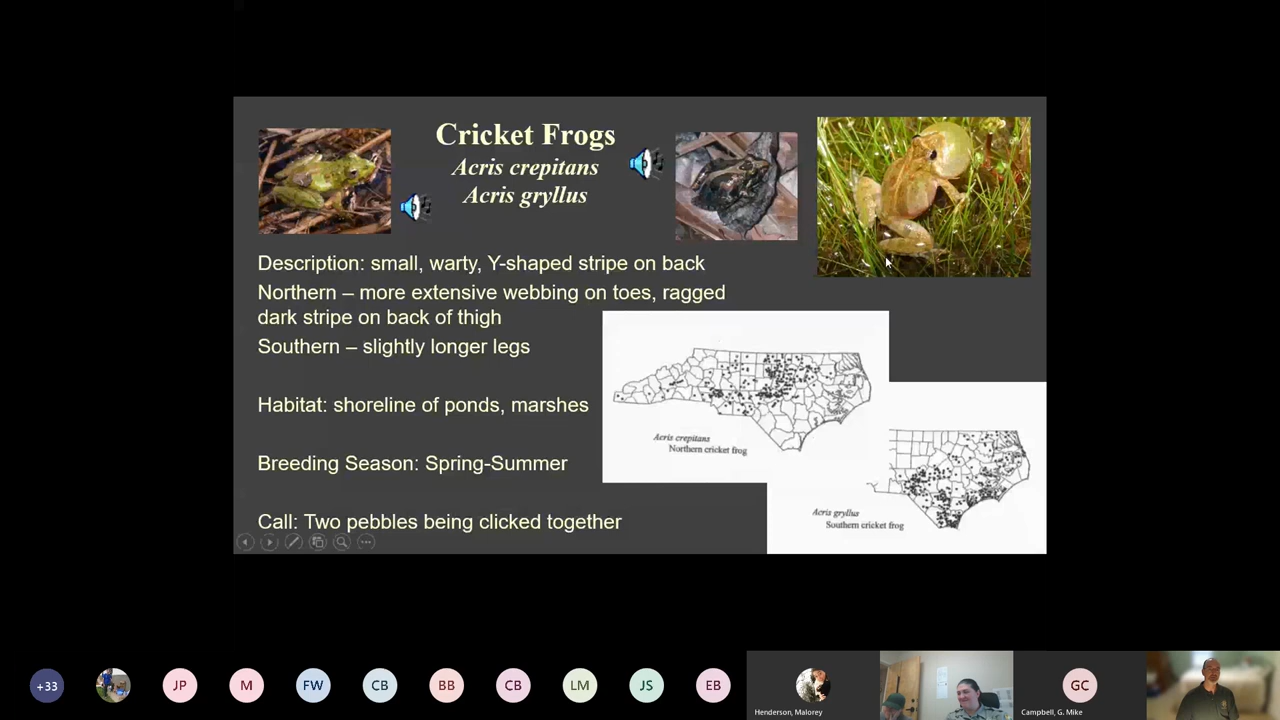 Cricket Frogs
Acris crepitans
Acris gryllus
Description: small, warty, Y-shaped stripe on back
Northern – more extensive webbing on toes, ragged
dark stripe on back of thigh
Southern – slightly longer legs
Habitat: shoreline of ponds, marshes
Breeding Season: Spring-Summer
Call: Two pebbles being clicked together
Acris crepitans
Northern cricket frog
Acris gryllus
Southern cricket frog
+33
JP
M
FW
CB
BB
CB
LM
JS
EB
Henderson, Malorey
GC
Campbell, G. Mike